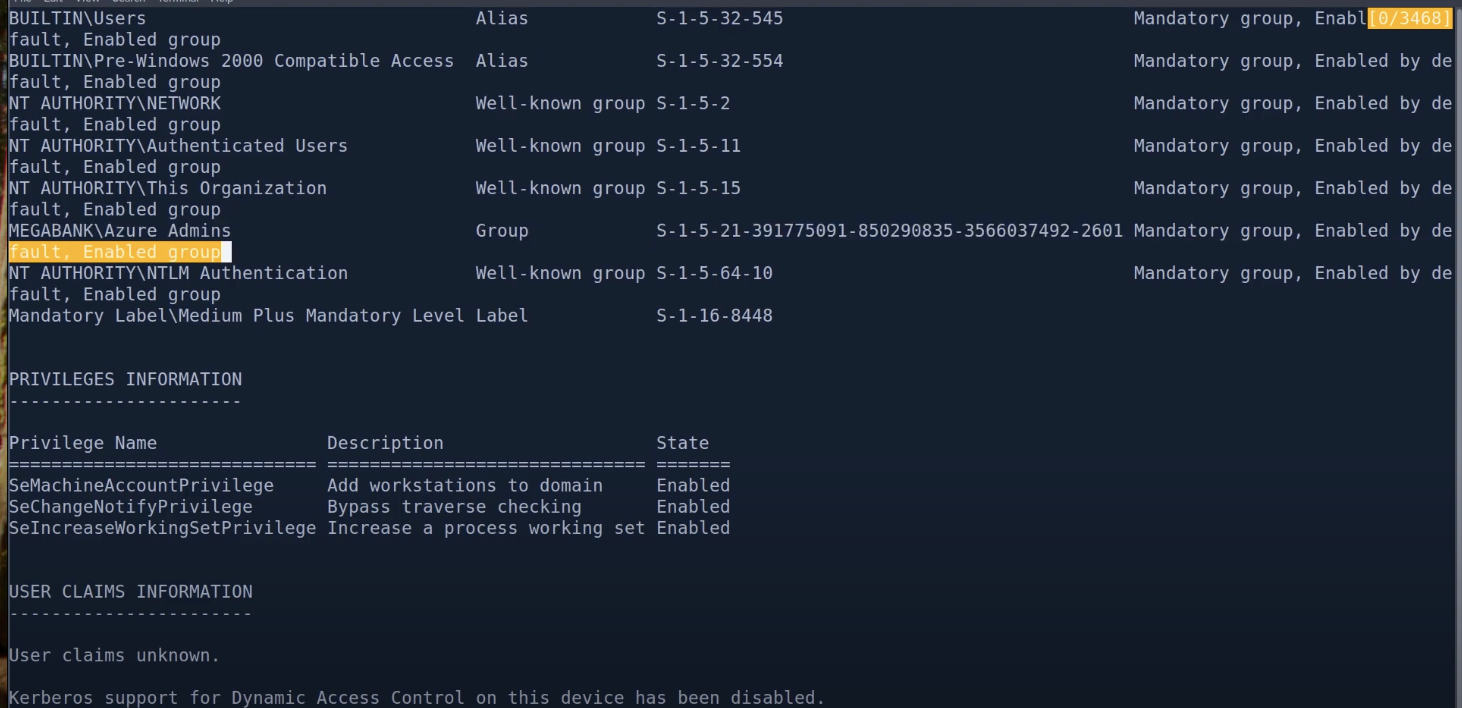 File Edit View Search Terminal Help
BUILTIN\Users Alias S-1-5-32-545 Mandatory group, Enabl[0/3468]
fault, Enabled group
BUILTIN\Pre-Windows 2000 Compatible Access Alias S-1-5-32-554 Mandatory group, Enabled by de
fault, Enabled group
NT AUTHORITY\NETWORK Well-known group S-1-5-2 Mandatory group, Enabled by de
fault, Enabled group
NT AUTHORITY\Authenticated Users Well-known group S-1-5-11 Mandatory group, Enabled by de
fault, Enabled group
NT AUTHORITY\This Organization Well-known group S-1-5-15 Mandatory group, Enabled by de
fault, Enabled group
MEGABANK\Azure Admins Group S-1-5-21-391775091-850290835-3566037492-2601 Mandatory group, Enabled by de
fault, Enabled group
NT AUTHORITY\NTLM Authentication Well-known group S-1-5-64-10 Mandatory group, Enabled by de
fault, Enabled group
Mandatory Label\Medium Plus Mandatory Level Label S-1-16-8448
PRIVILEGES INFORMATION
----------------------
Privilege Name Description State
============================= ============================== =======
SeMachineAccountPrivilege Add workstations to domain Enabled
SeChangeNotifyPrivilege Bypass traverse checking Enabled
SeIncreaseWorkingSetPrivilege Increase a process working set Enabled
USER CLAIMS INFORMATION
-----------------------
User claims unknown.
Kerberos support for Dynamic Access Control on this device has been disabled.